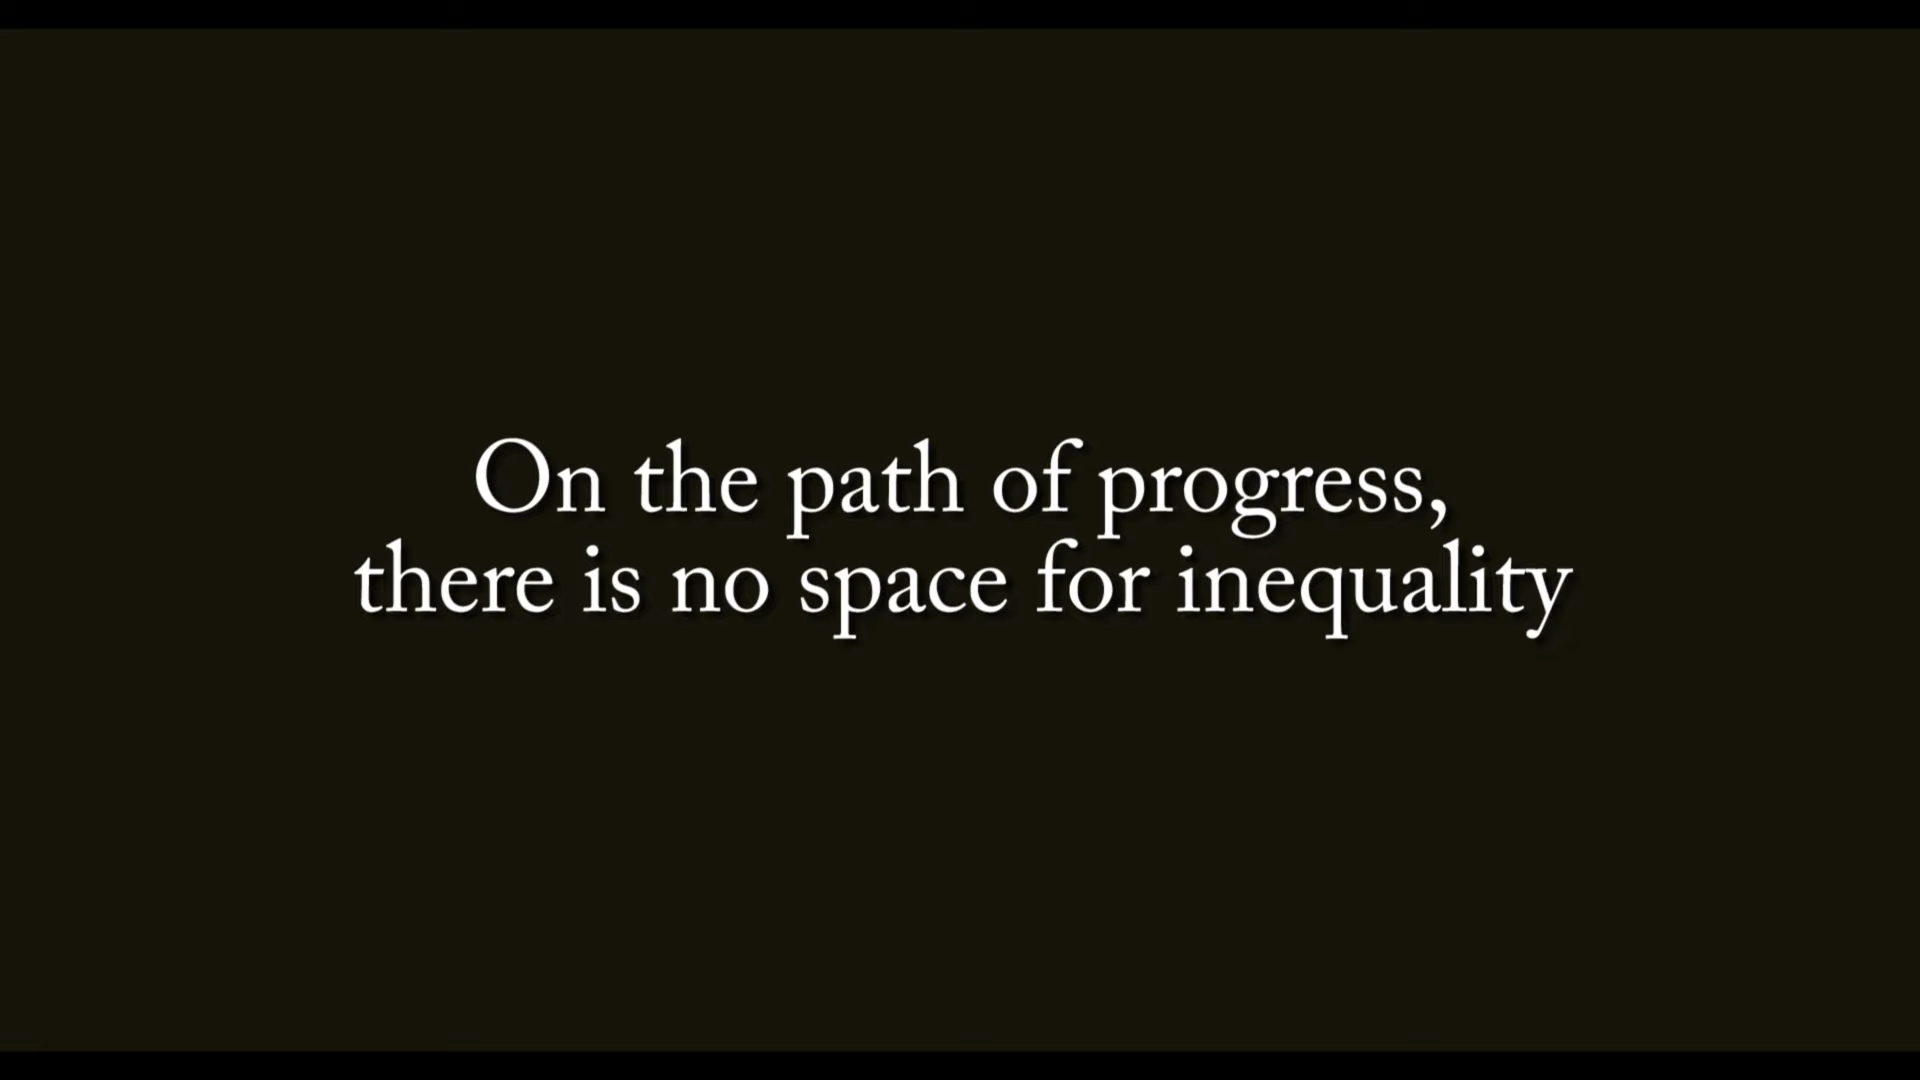 On the path of progress,
there is no space for inequality